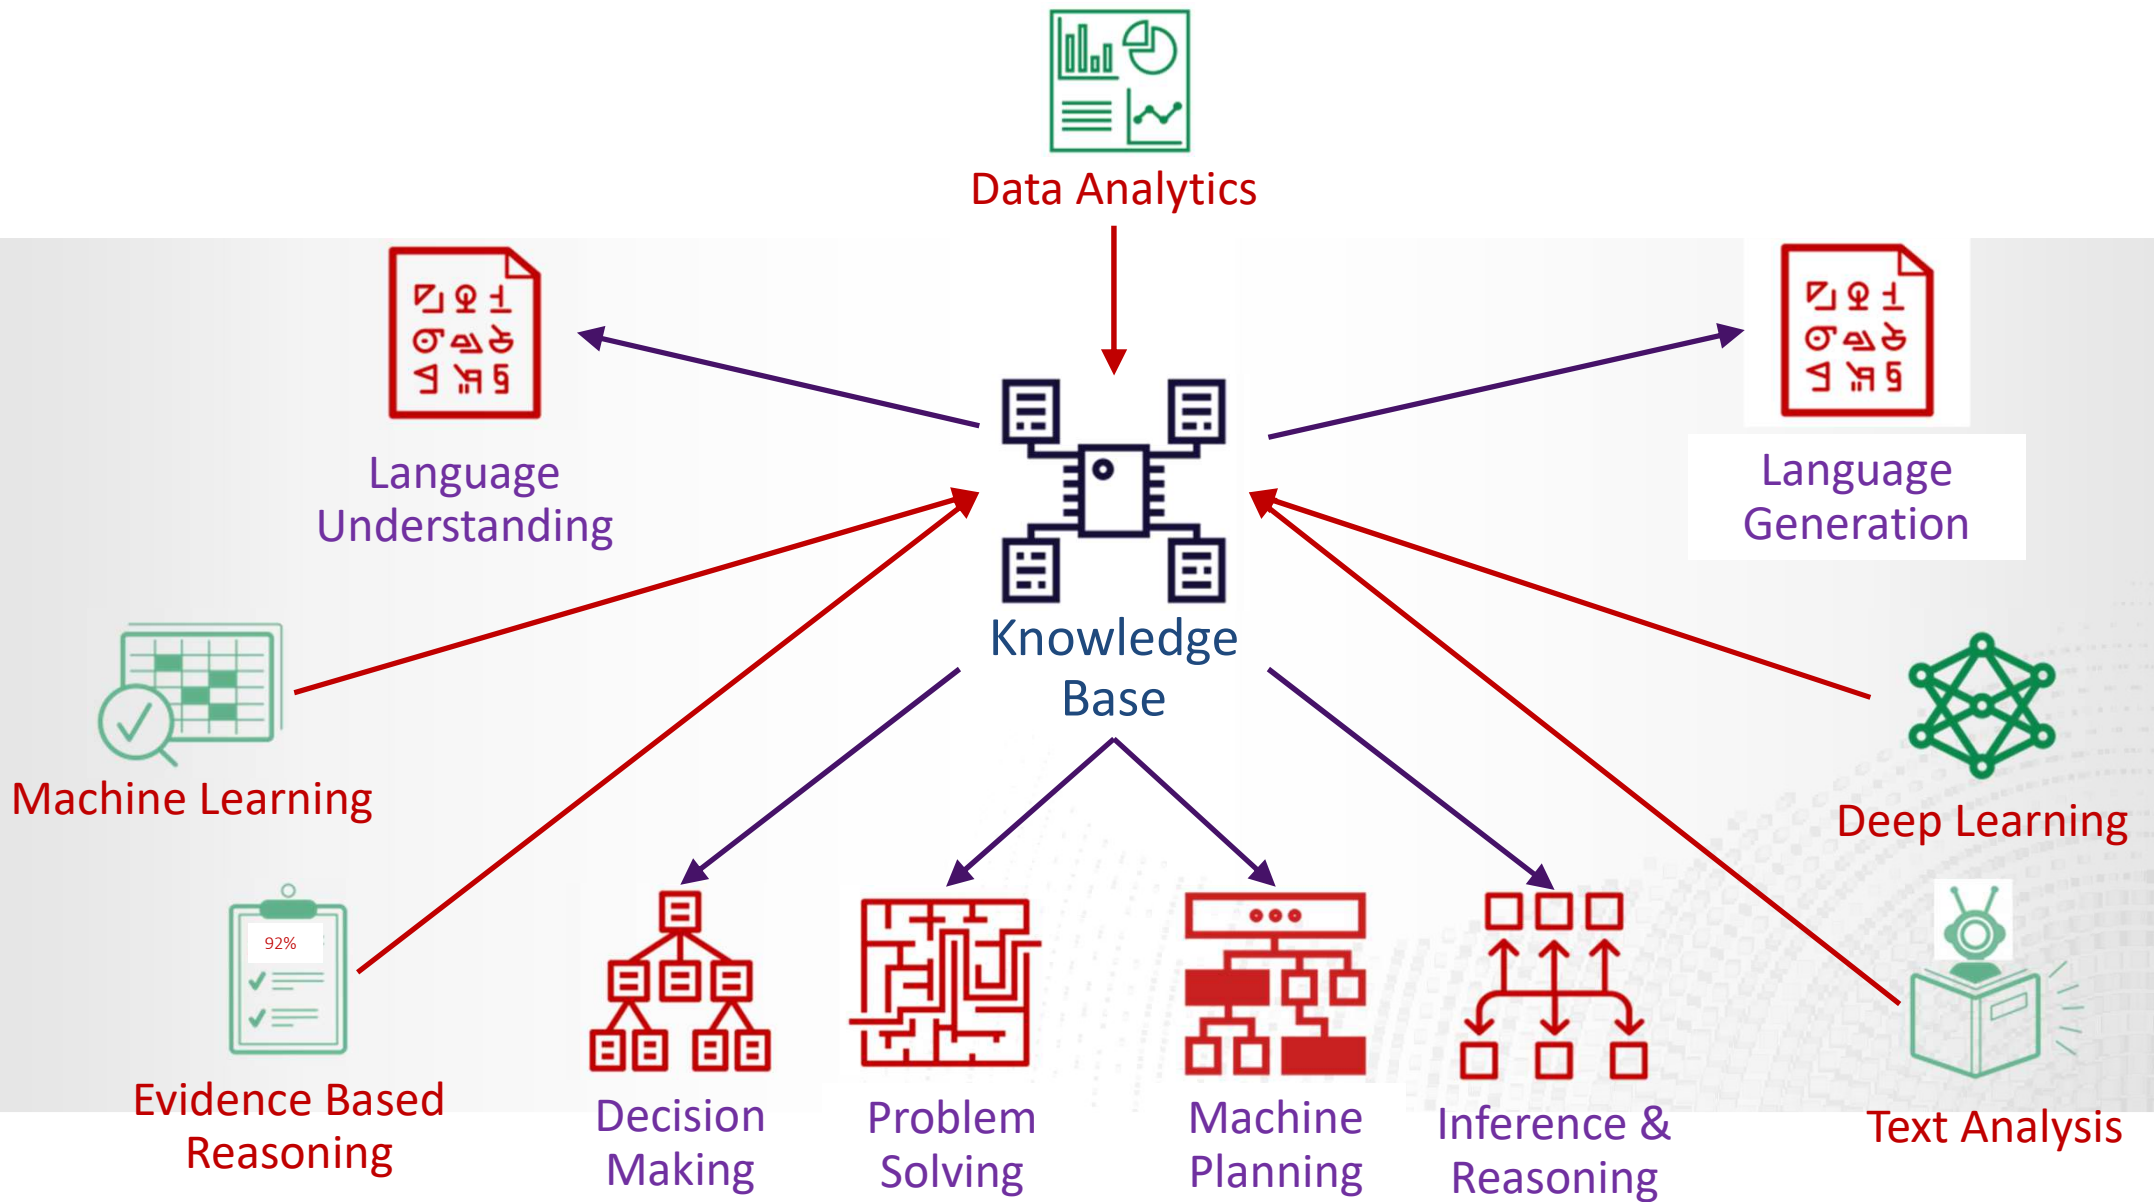 Data Analytics
Language
Understanding
Language
Generation
Knowledge
Base
Machine Learning
Deep Learning
92%
Evidence Based
Reasoning
Decision
Making
Problem
Solving
Machine
Planning
Inference &
Reasoning
Text Analysis